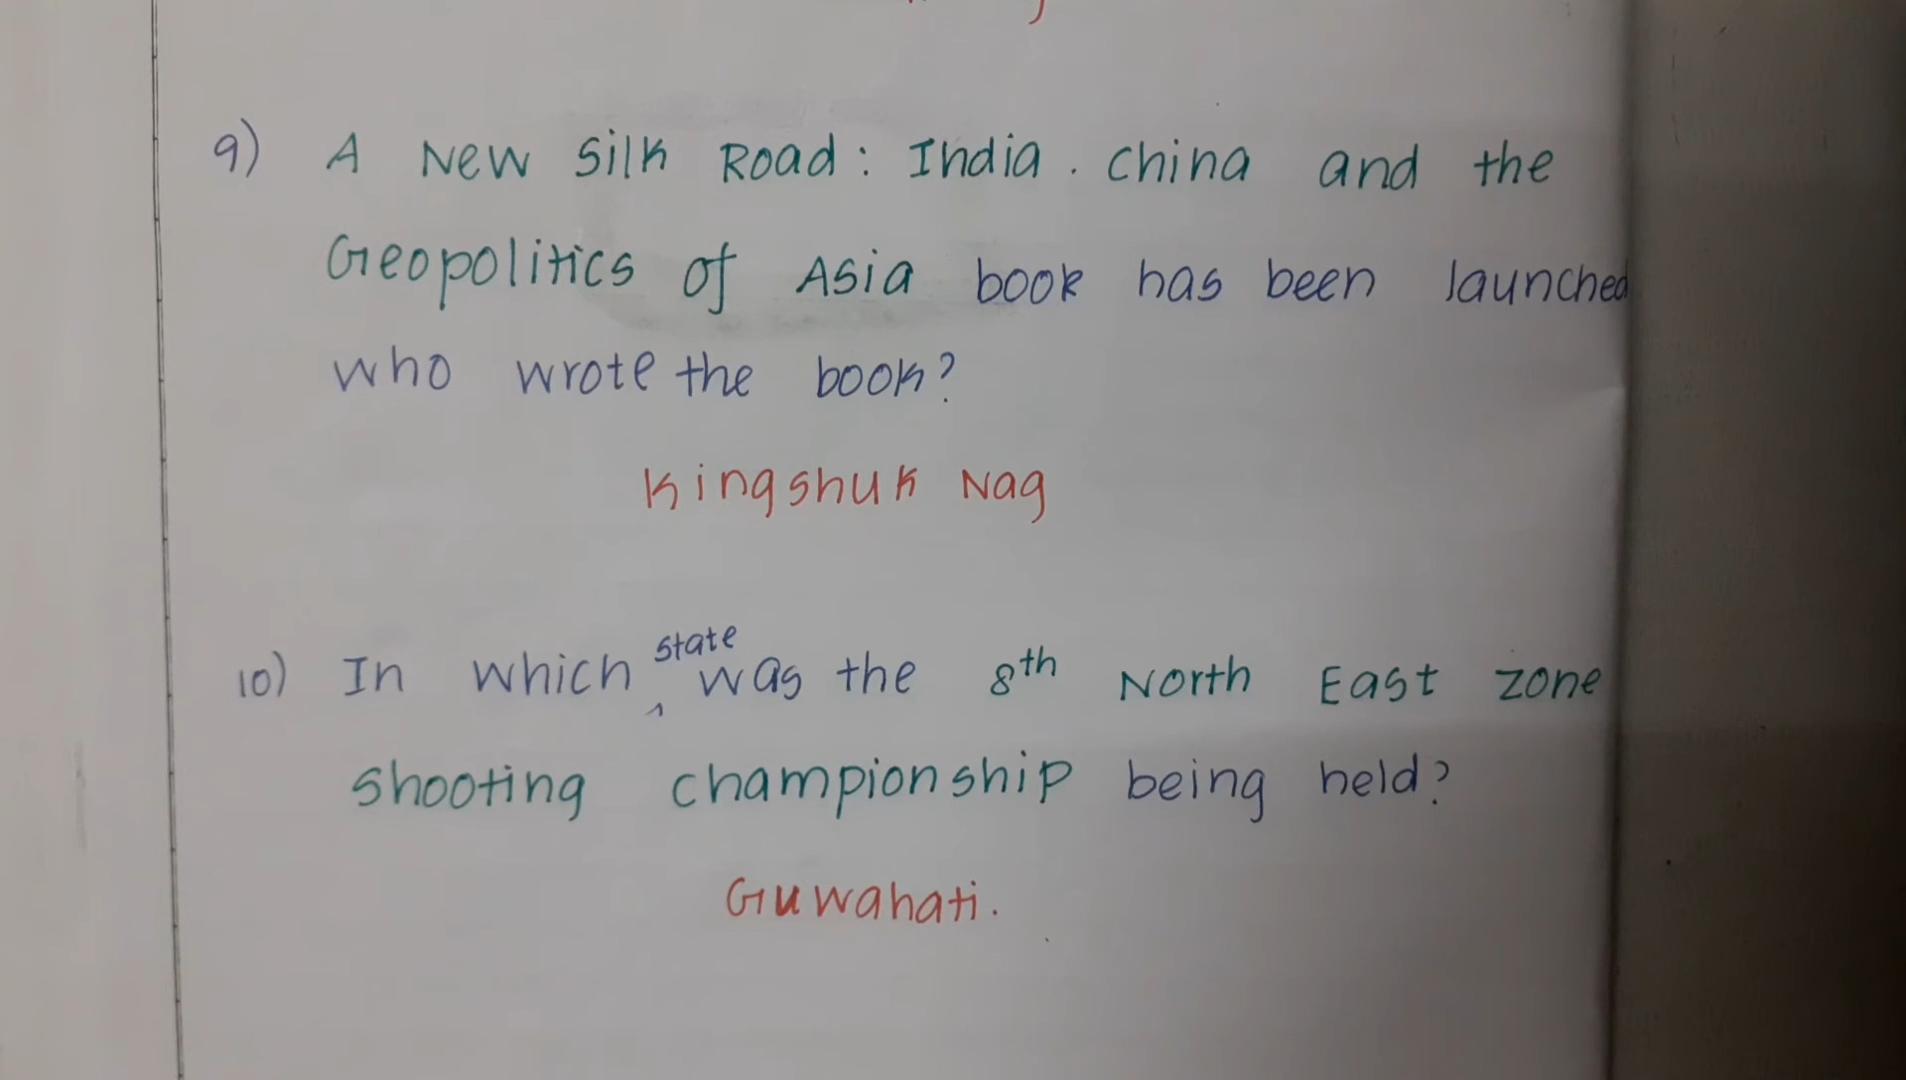 9) A New Silk Road: India. China and the
Geopolitics of Asia book has been launched
who wrote the book?
Kingshuk Nag
10) In which state was the 8th North East zone
shooting championship being held?
Guwahati.